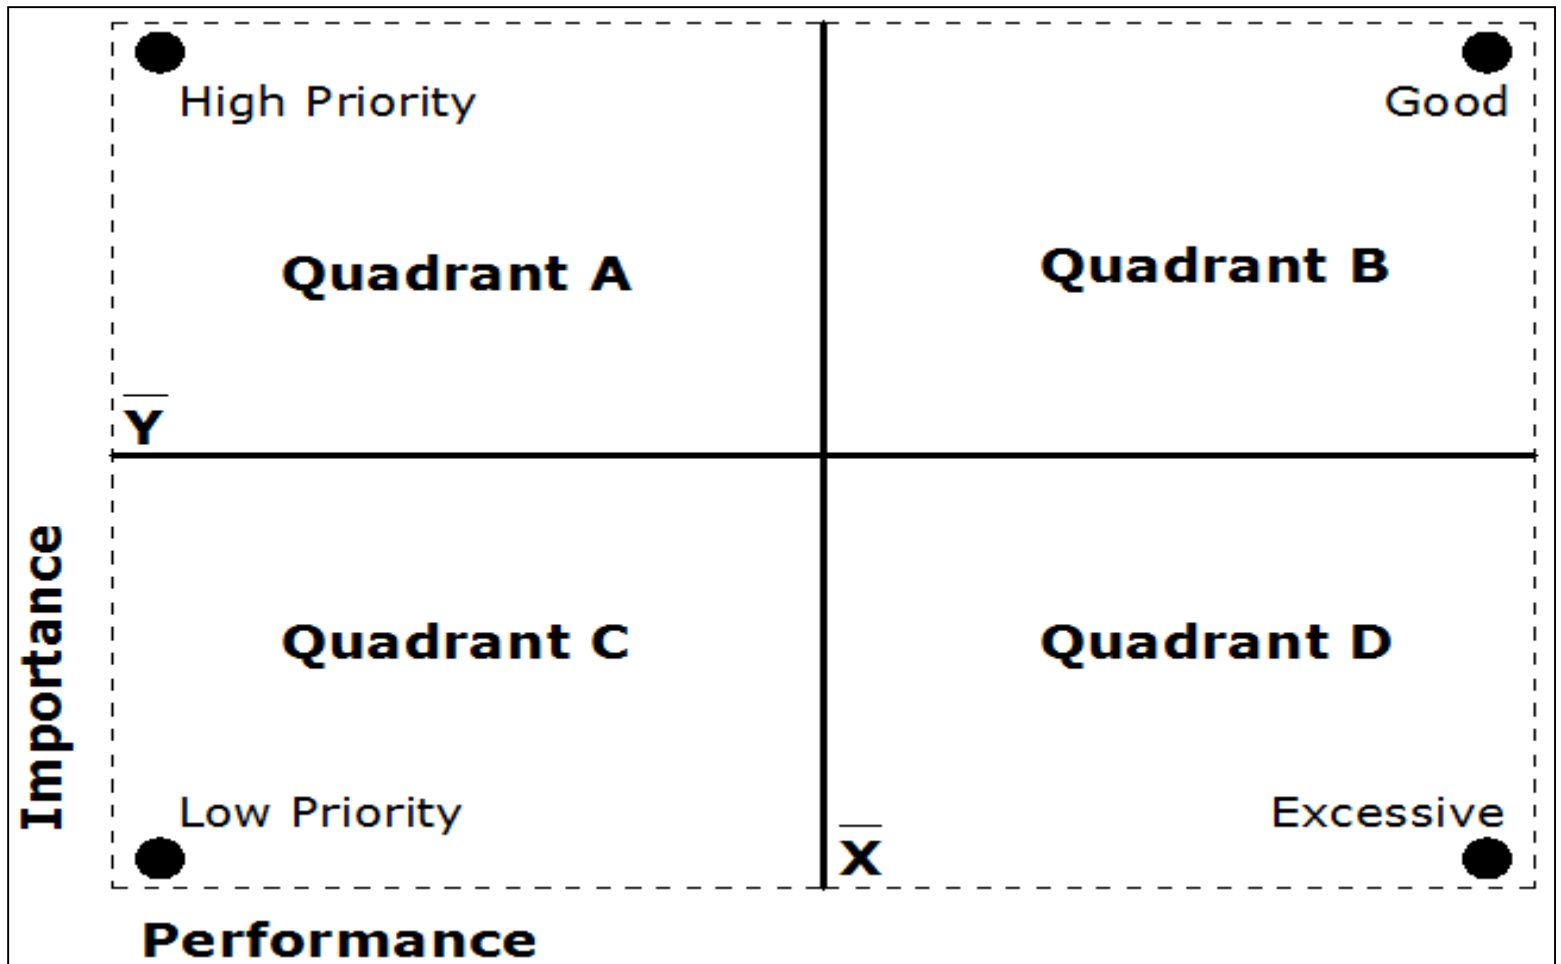 High Priority
Good
Quadrant A
Quadrant B
Y̅
Importance
Quadrant C
Quadrant D
Low Priority
Excessive
X̅
Performance